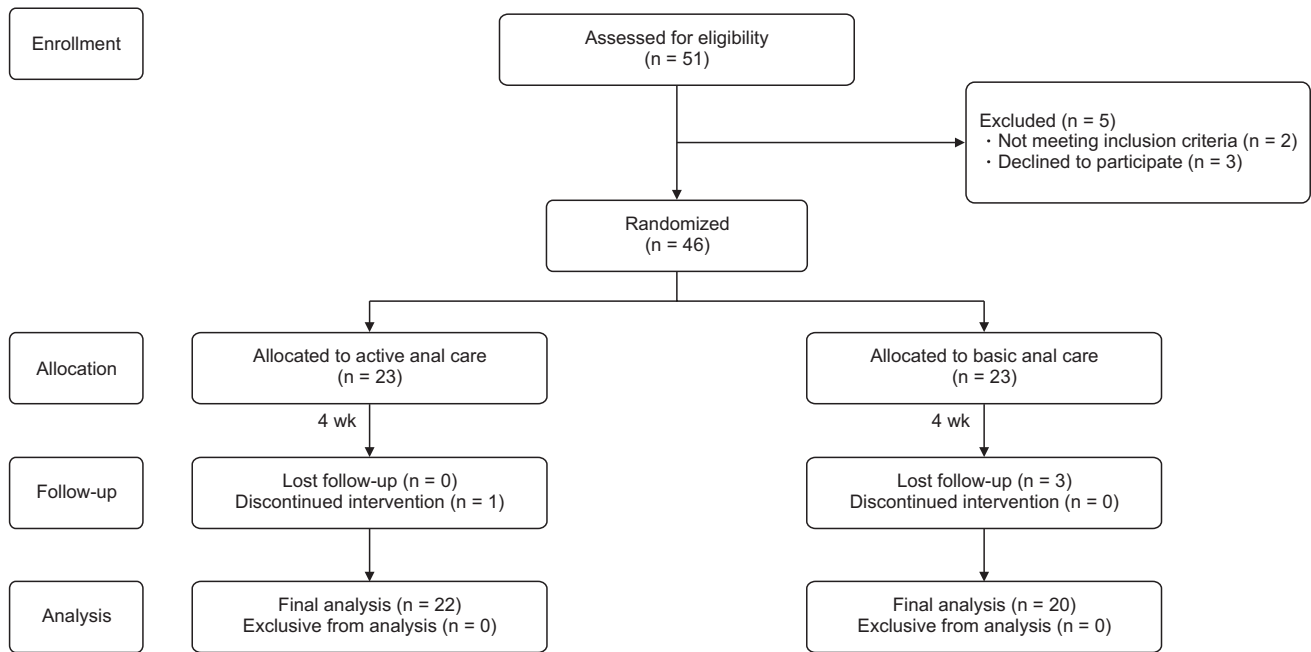 Enrollment
Assessed for eligibility
(n = 51)
Excluded (n = 5)
· Not meeting inclusion criteria (n = 2)
· Declined to participate (n = 3)
Randomized
(n = 46)
Allocation
Allocated to active anal care
(n = 23)
Allocated to basic anal care
(n = 23)
4 wk
4 wk
Follow-up
Lost follow-up (n = 0)
Discontinued intervention (n = 1)
Lost follow-up (n = 3)
Discontinued intervention (n = 0)
Analysis
Final analysis (n = 22)
Exclusive from analysis (n = 0)
Final analysis (n = 20)
Exclusive from analysis (n = 0)